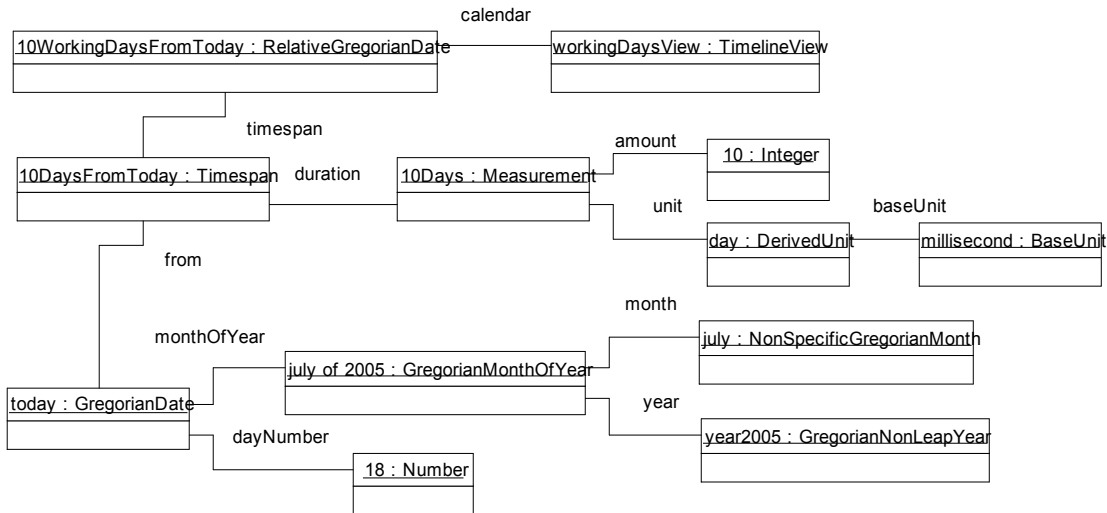 calendar
10WorkingDaysFromToday : RelativeGregorianDate
workingDaysView : TimelineView
timespan
amount
10 : Integer
10DaysFromToday : Timespan
duration
10Days : Measurement
unit
baseUnit
day : DerivedUnit
millisecond : BaseUnit
from
month
monthOfYear
july : NonSpecificGregorianMonth
july of 2005 : GregorianMonthOfYear
today : GregorianDate
year
dayNumber
year2005 : GregorianNonLeapYear
18 : Number